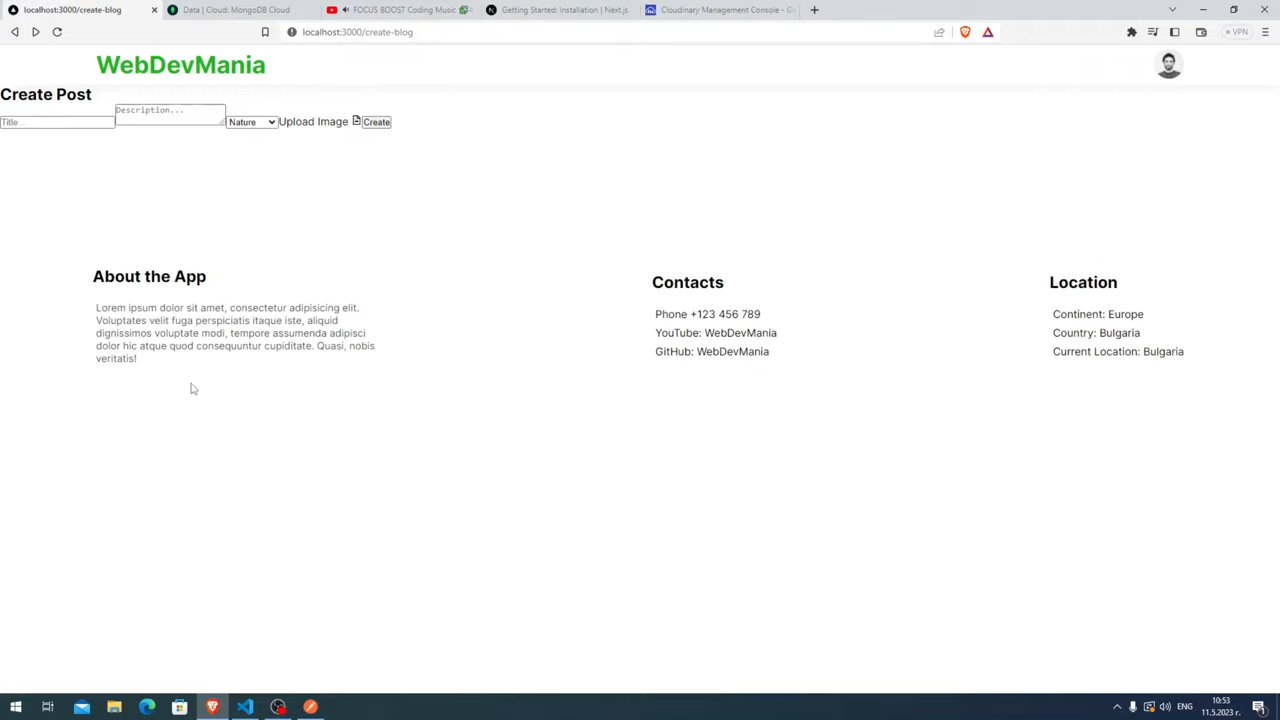 localhost:3000/create-blog
Data | Cloud: MongoDB Cloud
FOCUS BOOST Coding Music
Getting Started: Installation | Next.js
Cloudinary Management Console - Ge
localhost:3000/create-blog
VPN
WebDevMania
Create Post
Title...
Description...
Nature
Upload Image
Create
About the App
Lorem ipsum dolor sit amet, consectetur adipisicing elit.
Voluptates velit fuga perspiciatis itaque iste, aliquid
dignissimos voluptate modi, tempore assumenda adipisci
dolor hic atque quod consequuntur cupiditate. Quasi, nobis
veritatis!
Contacts
Phone +123 456 789
YouTube: WebDevMania
GitHub: WebDevMania
Location
Continent: Europe
Country: Bulgaria
Current Location: Bulgaria
ENG
10:53
11.5.2023 г.
1